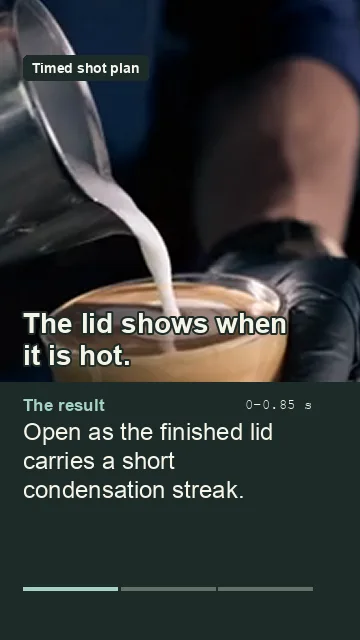 Timed shot plan
The lid shows when
it is hot.
The result
0–0.85 s
Open as the finished lid
carries a short
condensation streak.